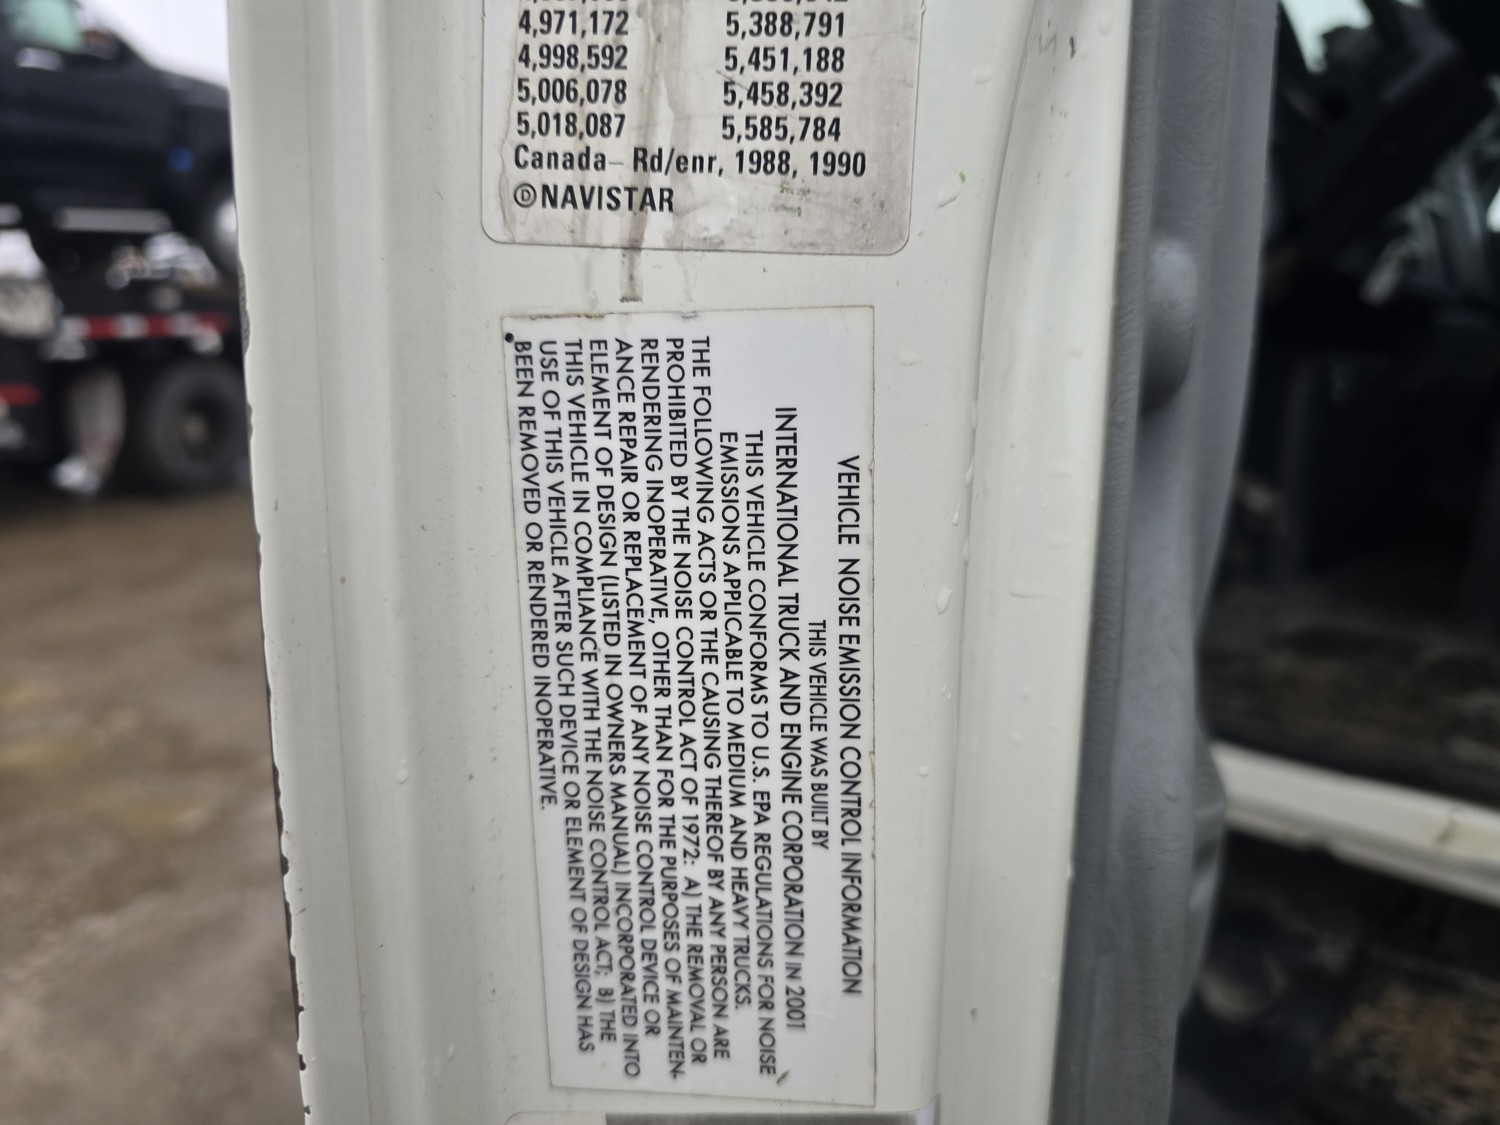 4,971,172 5,388,791
4,998,592 5,451,188
5,006,078 5,458,392
5,018,087 5,585,784
Canada- Rd/enr, 1988, 1990
ⒹNAVISTAR
VEHICLE NOISE EMISSION CONTROL INFORMATION
THIS VEHICLE WAS BUILT BY
INTERNATIONAL TRUCK AND ENGINE CORPORATION IN 2001
THIS VEHICLE CONFORMS TO U.S. EPA REGULATIONS FOR NOISE
EMISSIONS APPLICABLE TO MEDIUM AND HEAVY TRUCKS.
THE FOLLOWING ACTS OR THE CAUSING THEREOF BY ANY PERSON ARE
PROHIBITED BY THE NOISE CONTROL ACT OF 1972: A) THE REMOVAL OR
RENDERING INOPERATIVE, OTHER THAN FOR THE PURPOSES OF MAINTEN-
ANCE REPAIR OR REPLACEMENT OF ANY NOISE CONTROL DEVICE OR
ELEMENT OF DESIGN (LISTED IN OWNERS MANUAL) INCORPORATED INTO
THIS VEHICLE IN COMPLIANCE WITH THE NOISE CONTROL ACT; B) THE
USE OF THIS VEHICLE AFTER SUCH DEVICE OR ELEMENT OF DESIGN HAS
BEEN REMOVED OR RENDERED INOPERATIVE.